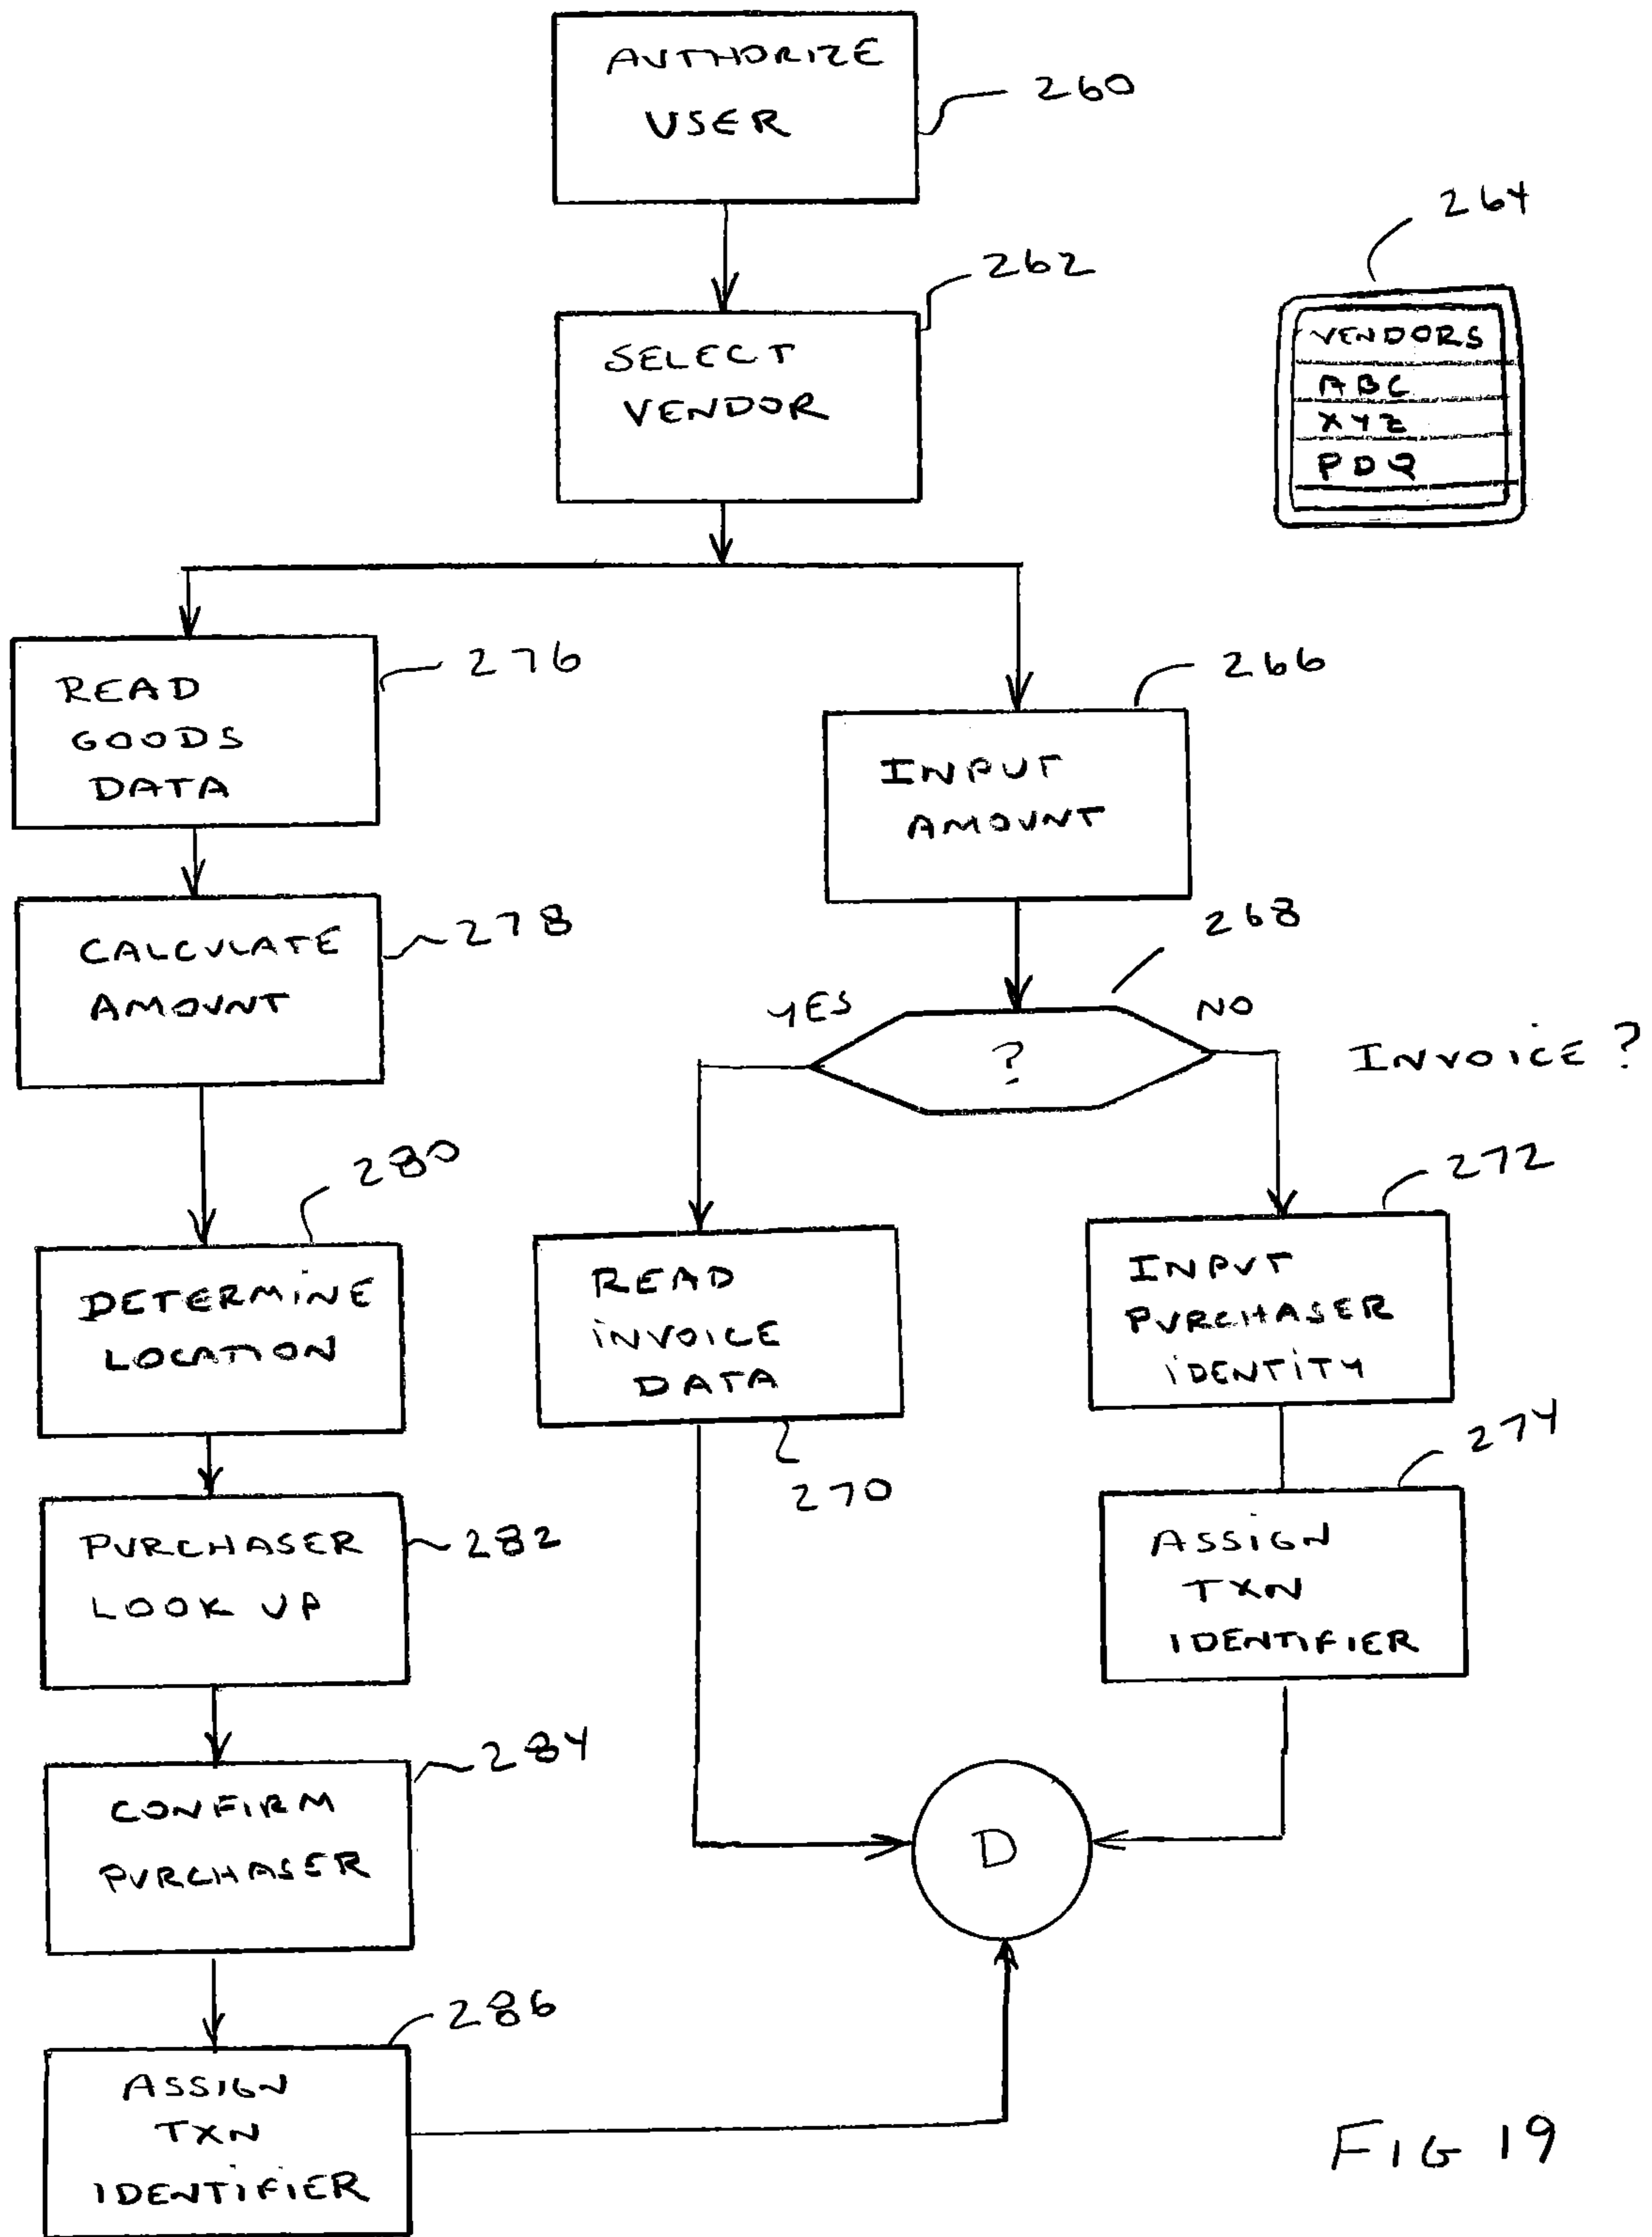 AUTHORIZE
USER
260
264
262
SELECT
VENDOR
VENDORS
ABC
XYZ
PDQ
276
READ
GOODS
DATA
266
INPUT
AMOUNT
278
CALCULATE
AMOUNT
268
YES
NO
?
INVOICE ?
280
DETERMINE
LOCATION
272
READ
INVOICE
DATA
270
INPUT
PURCHASER
IDENTITY
274
ASSIGN
TXN
IDENTIFIER
282
PURCHASER
LOOK UP
284
CONFIRM
PURCHASER
D
286
ASSIGN
TXN
IDENTIFIER
FIG 19